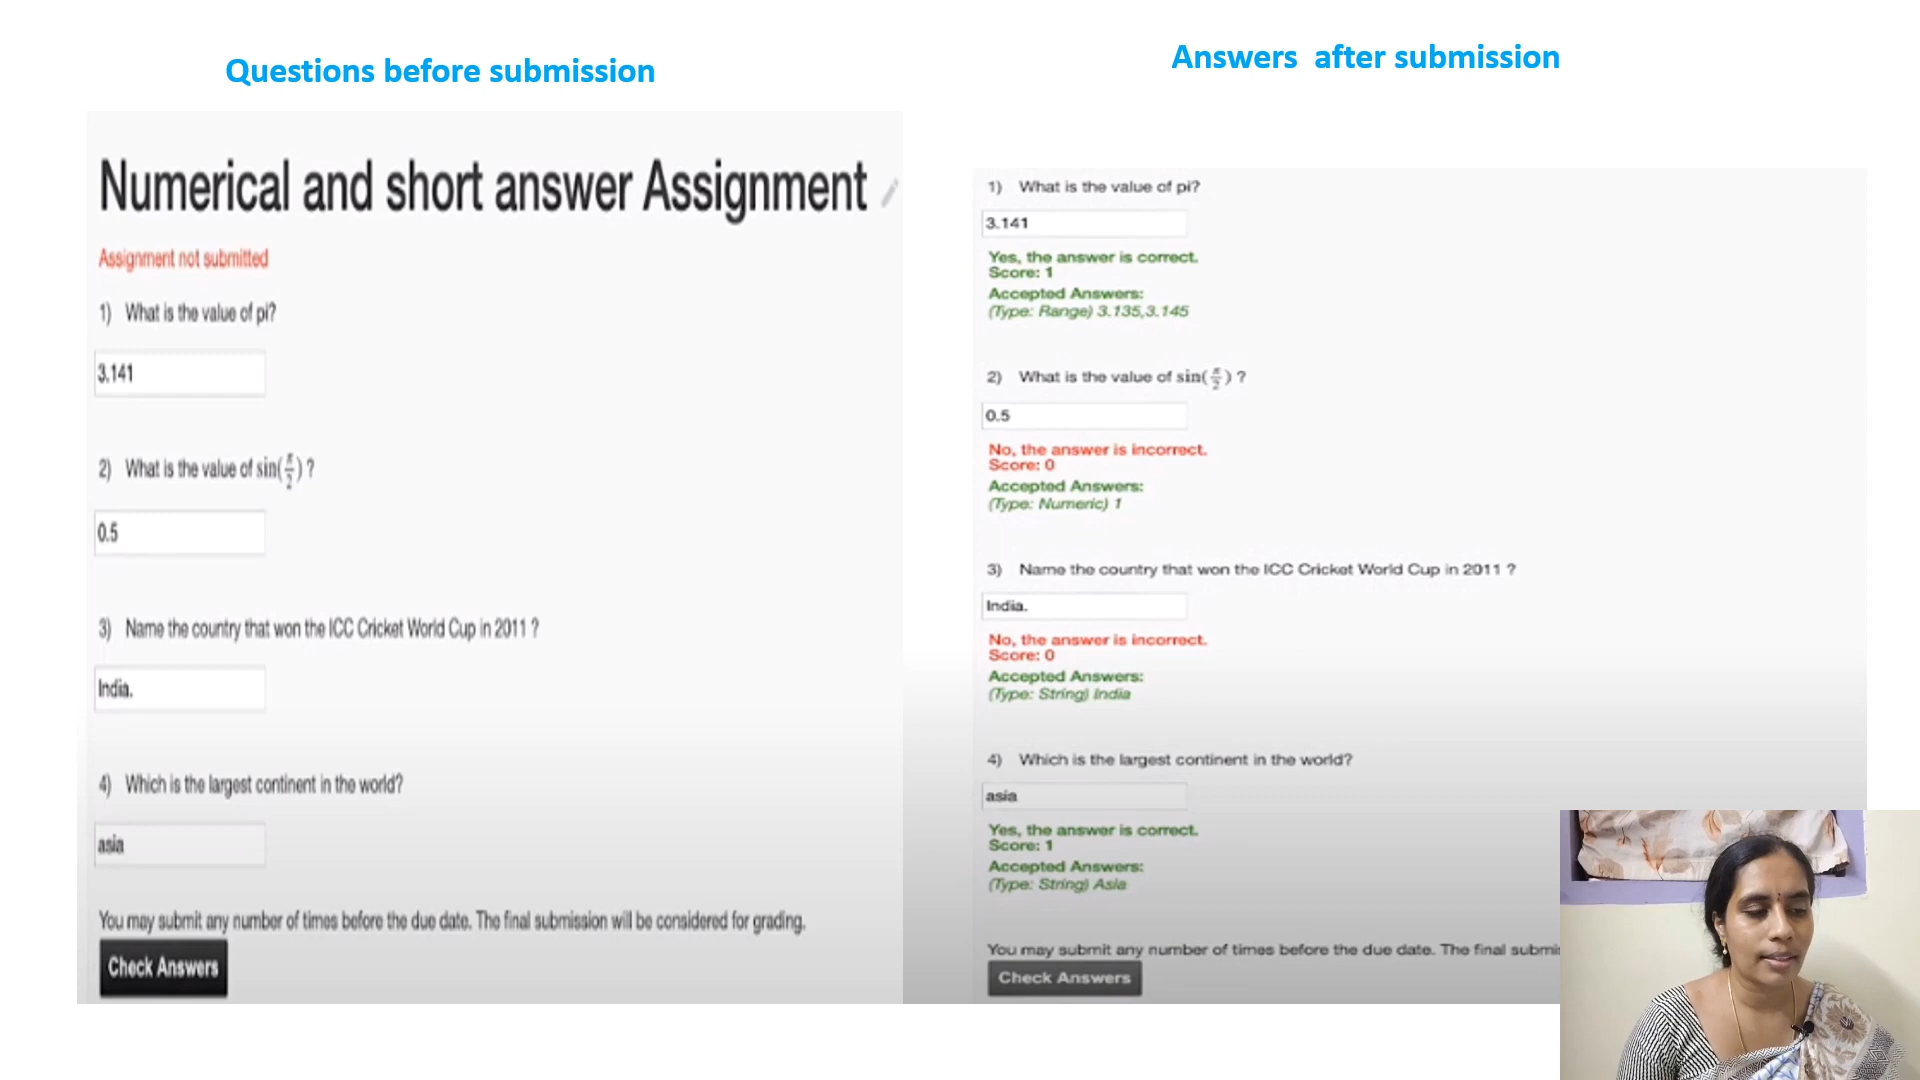 Questions before submission
Numerical and short answer Assignment
Assignment not submitted
1) What is the value of pi?
3.141
2) What is the value of sin(π/2) ?
0.5
3) Name the country that won the ICC Cricket World Cup in 2011 ?
India.
4) Which is the largest continent in the world?
asia
You may submit any number of times before the due date. The final submission will be considered for grading.
Check Answers
Answers after submission
1) What is the value of pi?
3.141
Yes, the answer is correct.
Score: 1
Accepted Answers:
(Type: Range) 3.135,3.145
2) What is the value of sin(π/2) ?
0.5
No, the answer is incorrect.
Score: 0
Accepted Answers:
(Type: Numeric) 1
3) Name the country that won the ICC Cricket World Cup in 2011 ?
India.
No, the answer is incorrect.
Score: 0
Accepted Answers:
(Type: String) India
4) Which is the largest continent in the world?
asia
Yes, the answer is correct.
Score: 1
Accepted Answers:
(Type: String) Asia
You may submit any number of times before the due date. The final submi
Check Answers